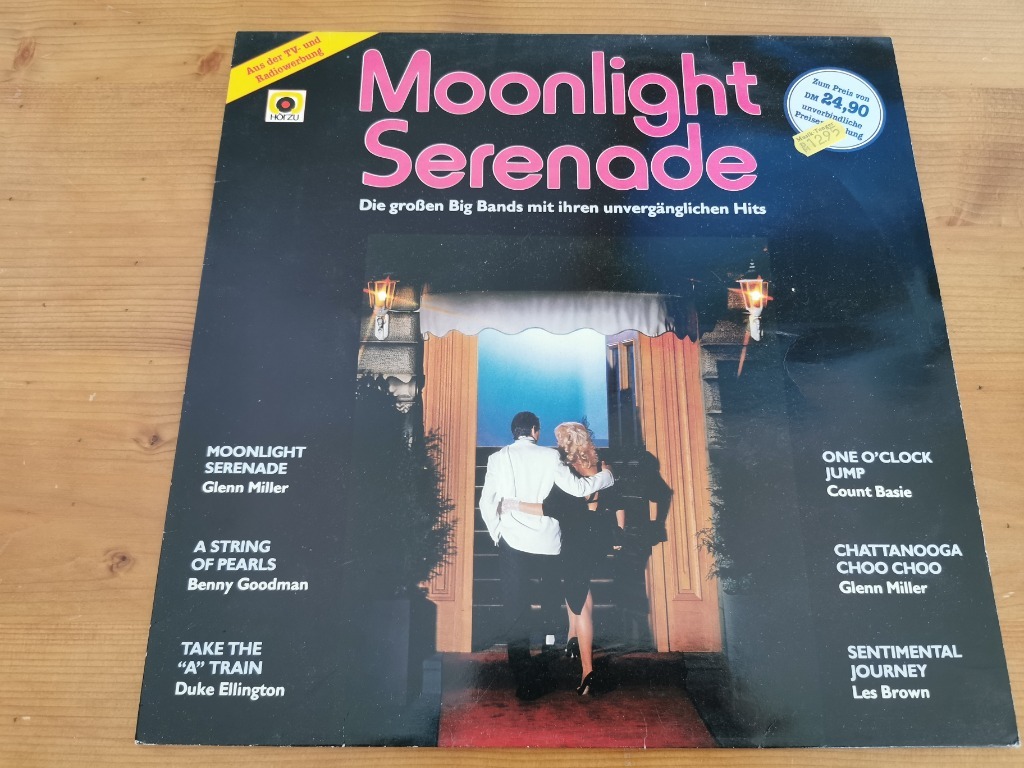 Aus der TV- und
Radiowerbung
HÖRZU
Moonlight
Serenade
Die großen Big Bands mit ihren unvergänglichen Hits
Zum Preis von
DM 24,90
unverbindliche
MOONLIGHT
SERENADE
Glenn Miller
A STRING
OF PEARLS
Benny Goodman
TAKE THE
“A” TRAIN
Duke Ellington
ONE O’CLOCK
JUMP
Count Basie
CHATTANOOGA
CHOO CHOO
Glenn Miller
SENTIMENTAL
JOURNEY
Les Brown